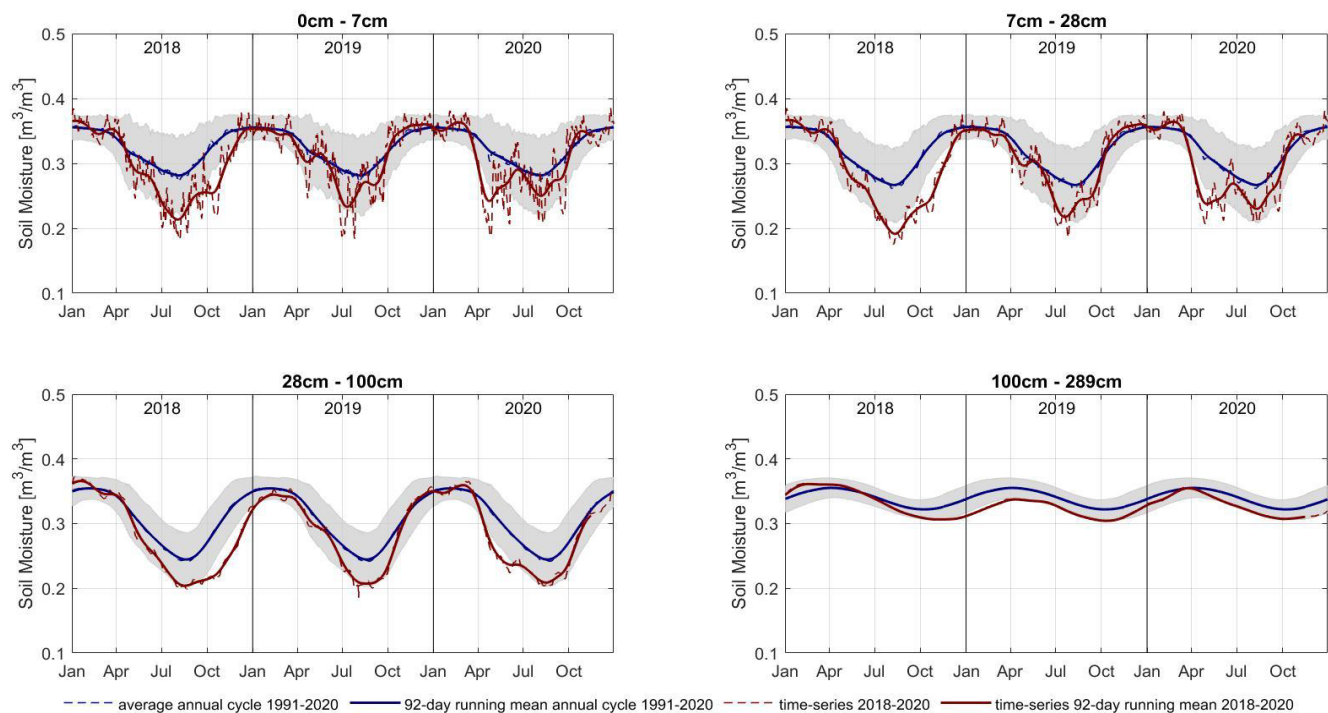 0cm - 7cm
Soil Moisture [m³/m³]
0.5
0.4
0.3
0.2
0.1
2018 2019 2020
Jan Apr Jul Oct Jan Apr Jul Oct Jan Apr Jul Oct
7cm - 28cm
Soil Moisture [m³/m³]
0.5
0.4
0.3
0.2
0.1
2018 2019 2020
Jan Apr Jul Oct Jan Apr Jul Oct Jan Apr Jul Oct
28cm - 100cm
Soil Moisture [m³/m³]
0.5
0.4
0.3
0.2
0.1
2018 2019 2020
Jan Apr Jul Oct Jan Apr Jul Oct Jan Apr Jul Oct
100cm - 289cm
Soil Moisture [m³/m³]
0.5
0.4
0.3
0.2
0.1
2018 2019 2020
Jan Apr Jul Oct Jan Apr Jul Oct Jan Apr Jul Oct
average annual cycle 1991-2020 92-day running mean annual cycle 1991-2020 time-series 2018-2020 time-series 92-day running mean 2018-2020